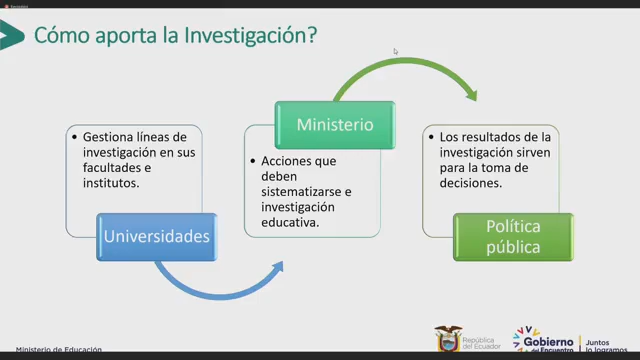 Cómo aporta la Investigación?
• Gestiona líneas de
investigación en sus
facultades e
institutos.
Universidades
Ministerio
• Acciones que
deben
sistematizarse e
investigación
educativa.
• Los resultados de la
investigación sirven
para la toma de
decisiones.
Política
pública
Ministerio de Educación
República
del Ecuador
Gobierno
del Encuentro
Juntos
lo logramos